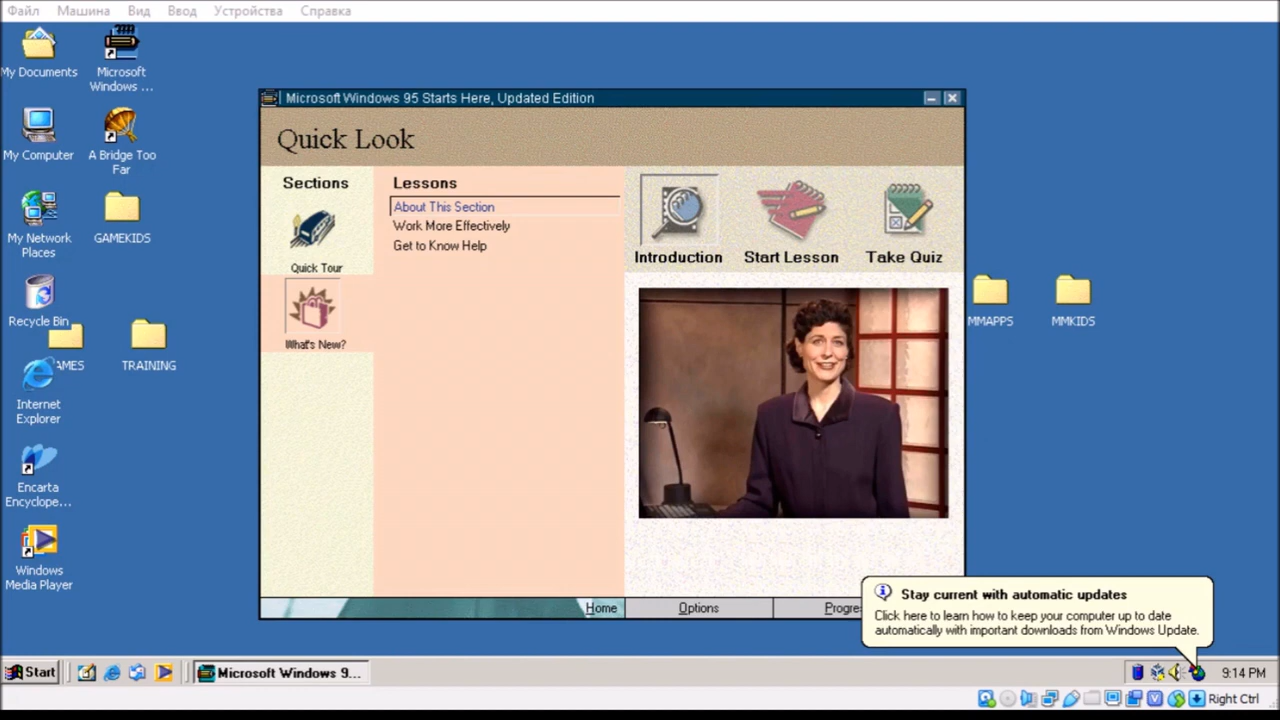 Файл Машина Вид Ввод Устройства Справка
My Documents
Microsoft
Windows ...
My Computer
A Bridge Too
Far
My Network
Places
GAMEKIDS
Recycle Bin
AMES
TRAINING
Internet
Explorer
Encarta
Encyclope...
Windows
Media Player
MMAPPS
MMKIDS
Microsoft Windows 95 Starts Here, Updated Edition
Quick Look
Sections
Quick Tour
What's New?
Lessons
About This Section
Work More Effectively
Get to Know Help
Introduction
Start Lesson
Take Quiz
Home
Options
Progre
Stay current with automatic updates
Click here to learn how to keep your computer up to date
automatically with important downloads from Windows Update.
Start
Microsoft Windows 9...
9:14 PM
Right Ctrl